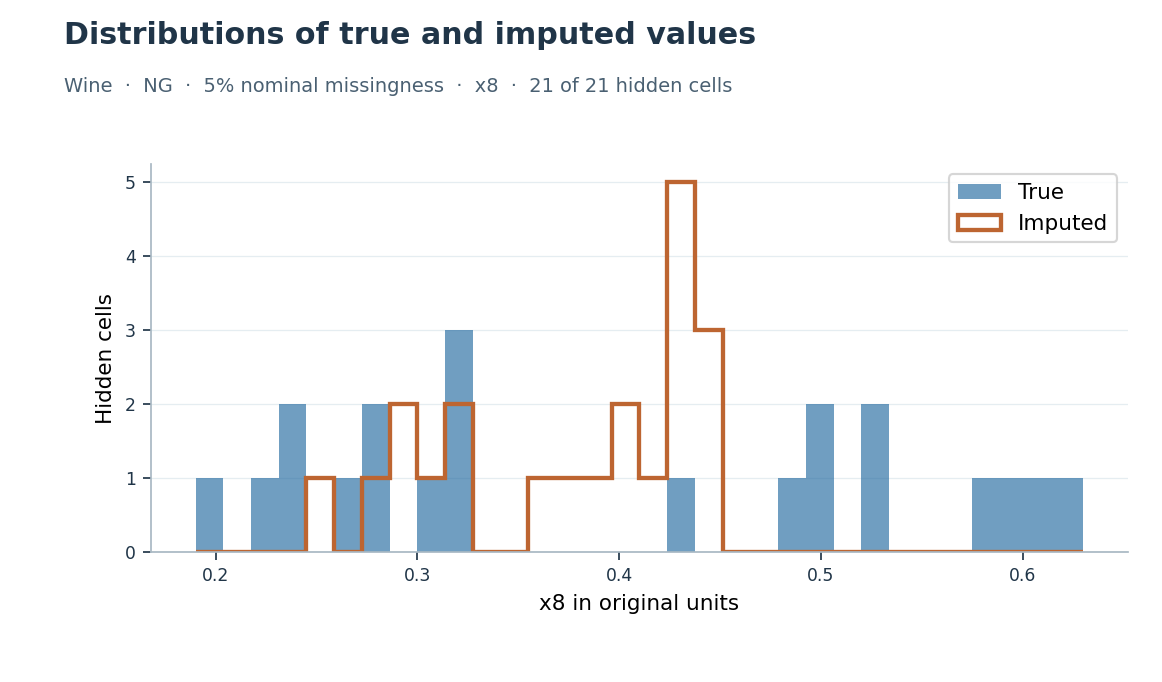 Distributions of true and imputed values
Wine · NG · 5% nominal missingness · x8 · 21 of 21 hidden cells
5
4
3
2
1
0
Hidden cells
True
Imputed
0.2 0.3 0.4 0.5 0.6
x8 in original units